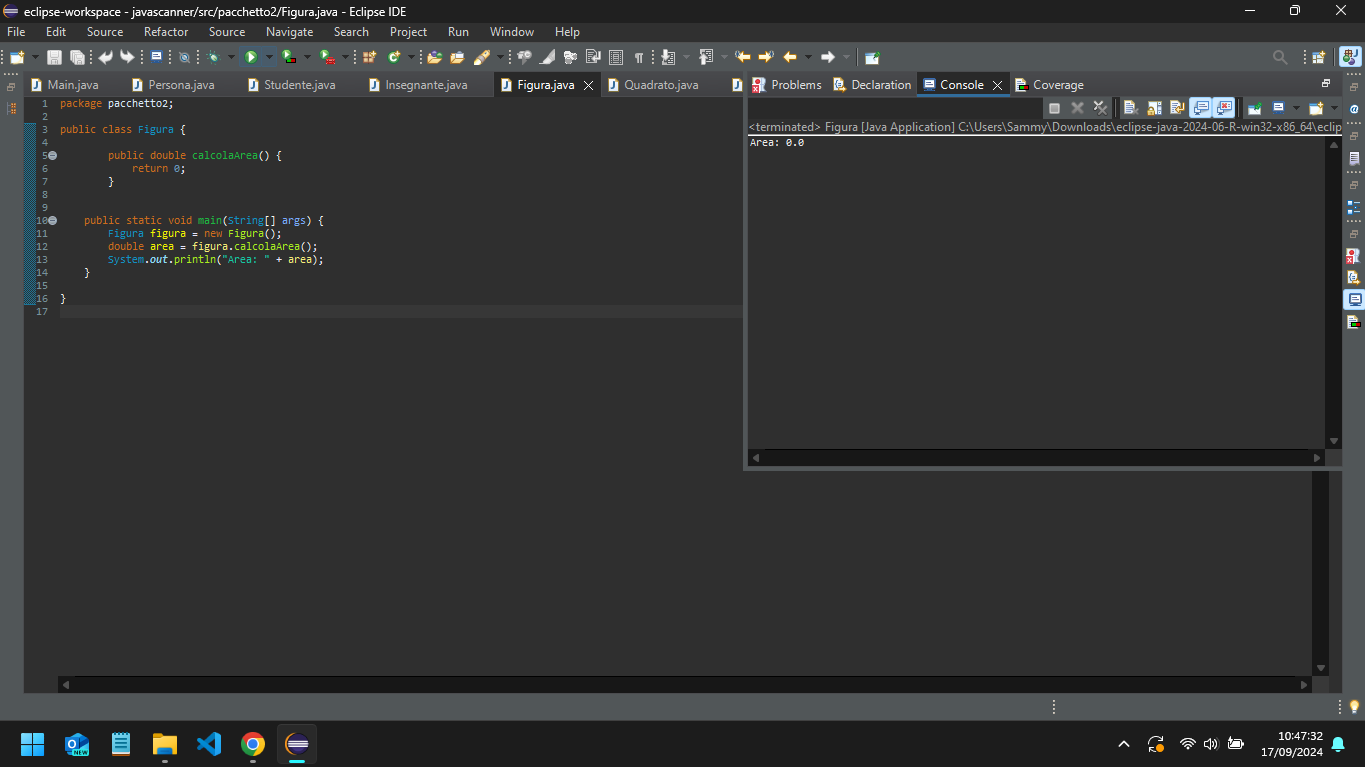 eclipse-workspace - javascanner/src/pacchetto2/Figura.java - Eclipse IDE
File Edit Source Refactor Source Navigate Search Project Run Window Help
Main.java Persona.java Studente.java Insegnante.java Figura.java Quadrato.java
1 package pacchetto2;
2
3 public class Figura {
4
5 public double calcolaArea() {
6 return 0;
7 }
8
9
10 public static void main(String[] args) {
11 Figura figura = new Figura();
12 double area = figura.calcolaArea();
13 System.out.println("Area: " + area);
14 }
15
16 }
17
Problems Declaration Console Coverage
<terminated> Figura [Java Application] C:\Users\Sammy\Downloads\eclipse-java-2024-06-R-win32-x86_64\eclip
Area: 0.0
NEW
10:47:32
17/09/2024